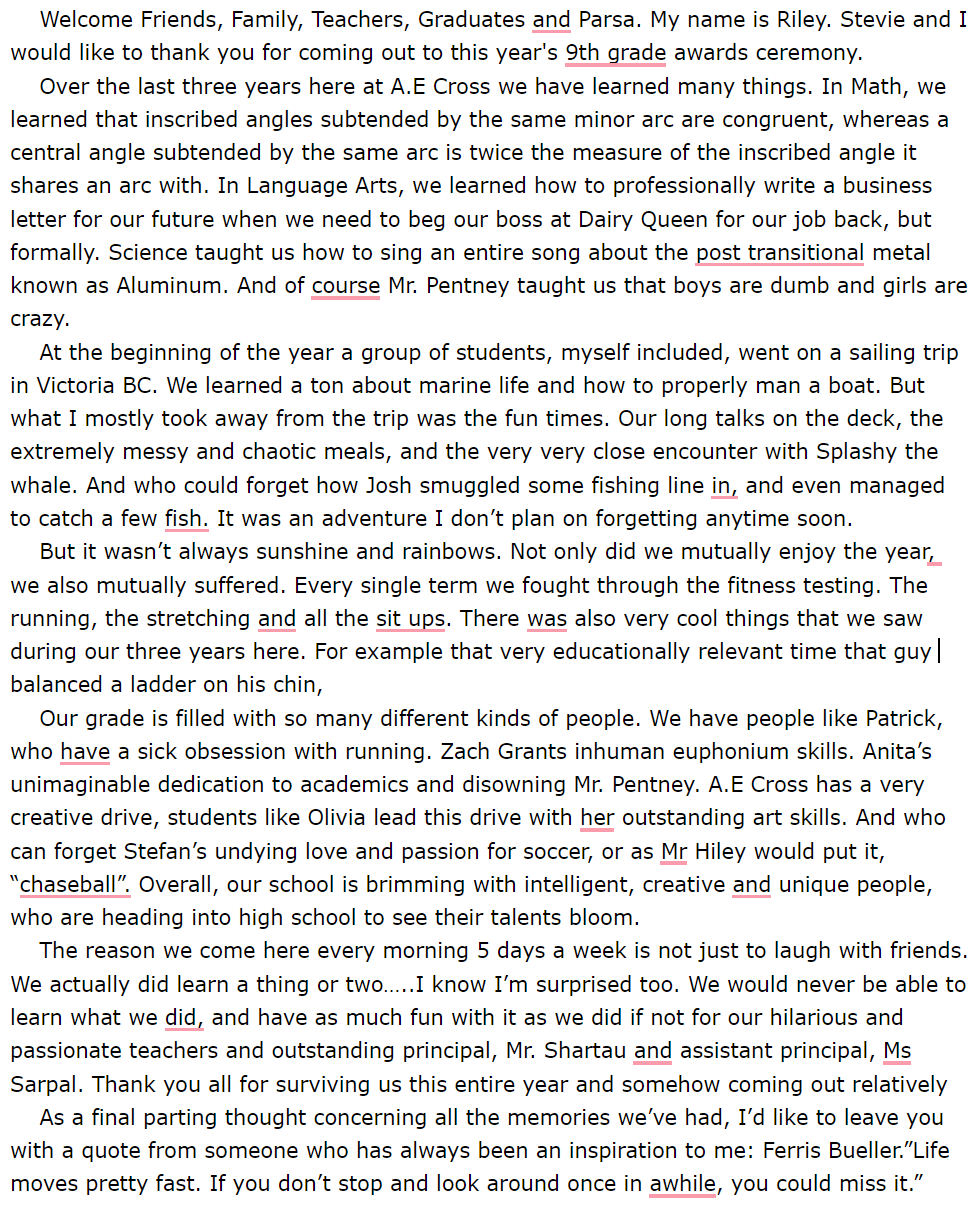 Welcome Friends, Family, Teachers, Graduates and Parsa. My name is Riley. Stevie and I
would like to thank you for coming out to this year's 9th grade awards ceremony.
Over the last three years here at A.E Cross we have learned many things. In Math, we
learned that inscribed angles subtended by the same minor arc are congruent, whereas a
central angle subtended by the same arc is twice the measure of the inscribed angle it
shares an arc with. In Language Arts, we learned how to professionally write a business
letter for our future when we need to beg our boss at Dairy Queen for our job back, but
formally. Science taught us how to sing an entire song about the post transitional metal
known as Aluminum. And of course Mr. Pentney taught us that boys are dumb and girls are
crazy.
At the beginning of the year a group of students, myself included, went on a sailing trip
in Victoria BC. We learned a ton about marine life and how to properly man a boat. But
what I mostly took away from the trip was the fun times. Our long talks on the deck, the
extremely messy and chaotic meals, and the very very close encounter with Splashy the
whale. And who could forget how Josh smuggled some fishing line in, and even managed
to catch a few fish. It was an adventure I don’t plan on forgetting anytime soon.
But it wasn’t always sunshine and rainbows. Not only did we mutually enjoy the year,
we also mutually suffered. Every single term we fought through the fitness testing. The
running, the stretching and all the sit ups. There was also very cool things that we saw
during our three years here. For example that very educationally relevant time that guy
balanced a ladder on his chin,
Our grade is filled with so many different kinds of people. We have people like Patrick,
who have a sick obsession with running. Zach Grants inhuman euphonium skills. Anita’s
unimaginable dedication to academics and disowning Mr. Pentney. A.E Cross has a very
creative drive, students like Olivia lead this drive with her outstanding art skills. And who
can forget Stefan’s undying love and passion for soccer, or as Mr Hiley would put it,
“chaseball”. Overall, our school is brimming with intelligent, creative and unique people,
who are heading into high school to see their talents bloom.
The reason we come here every morning 5 days a week is not just to laugh with friends.
We actually did learn a thing or two…..I know I’m surprised too. We would never be able to
learn what we did, and have as much fun with it as we did if not for our hilarious and
passionate teachers and outstanding principal, Mr. Shartau and assistant principal, Ms
Sarpal. Thank you all for surviving us this entire year and somehow coming out relatively
As a final parting thought concerning all the memories we’ve had, I’d like to leave you
with a quote from someone who has always been an inspiration to me: Ferris Bueller.”Life
moves pretty fast. If you don’t stop and look around once in awhile, you could miss it.”